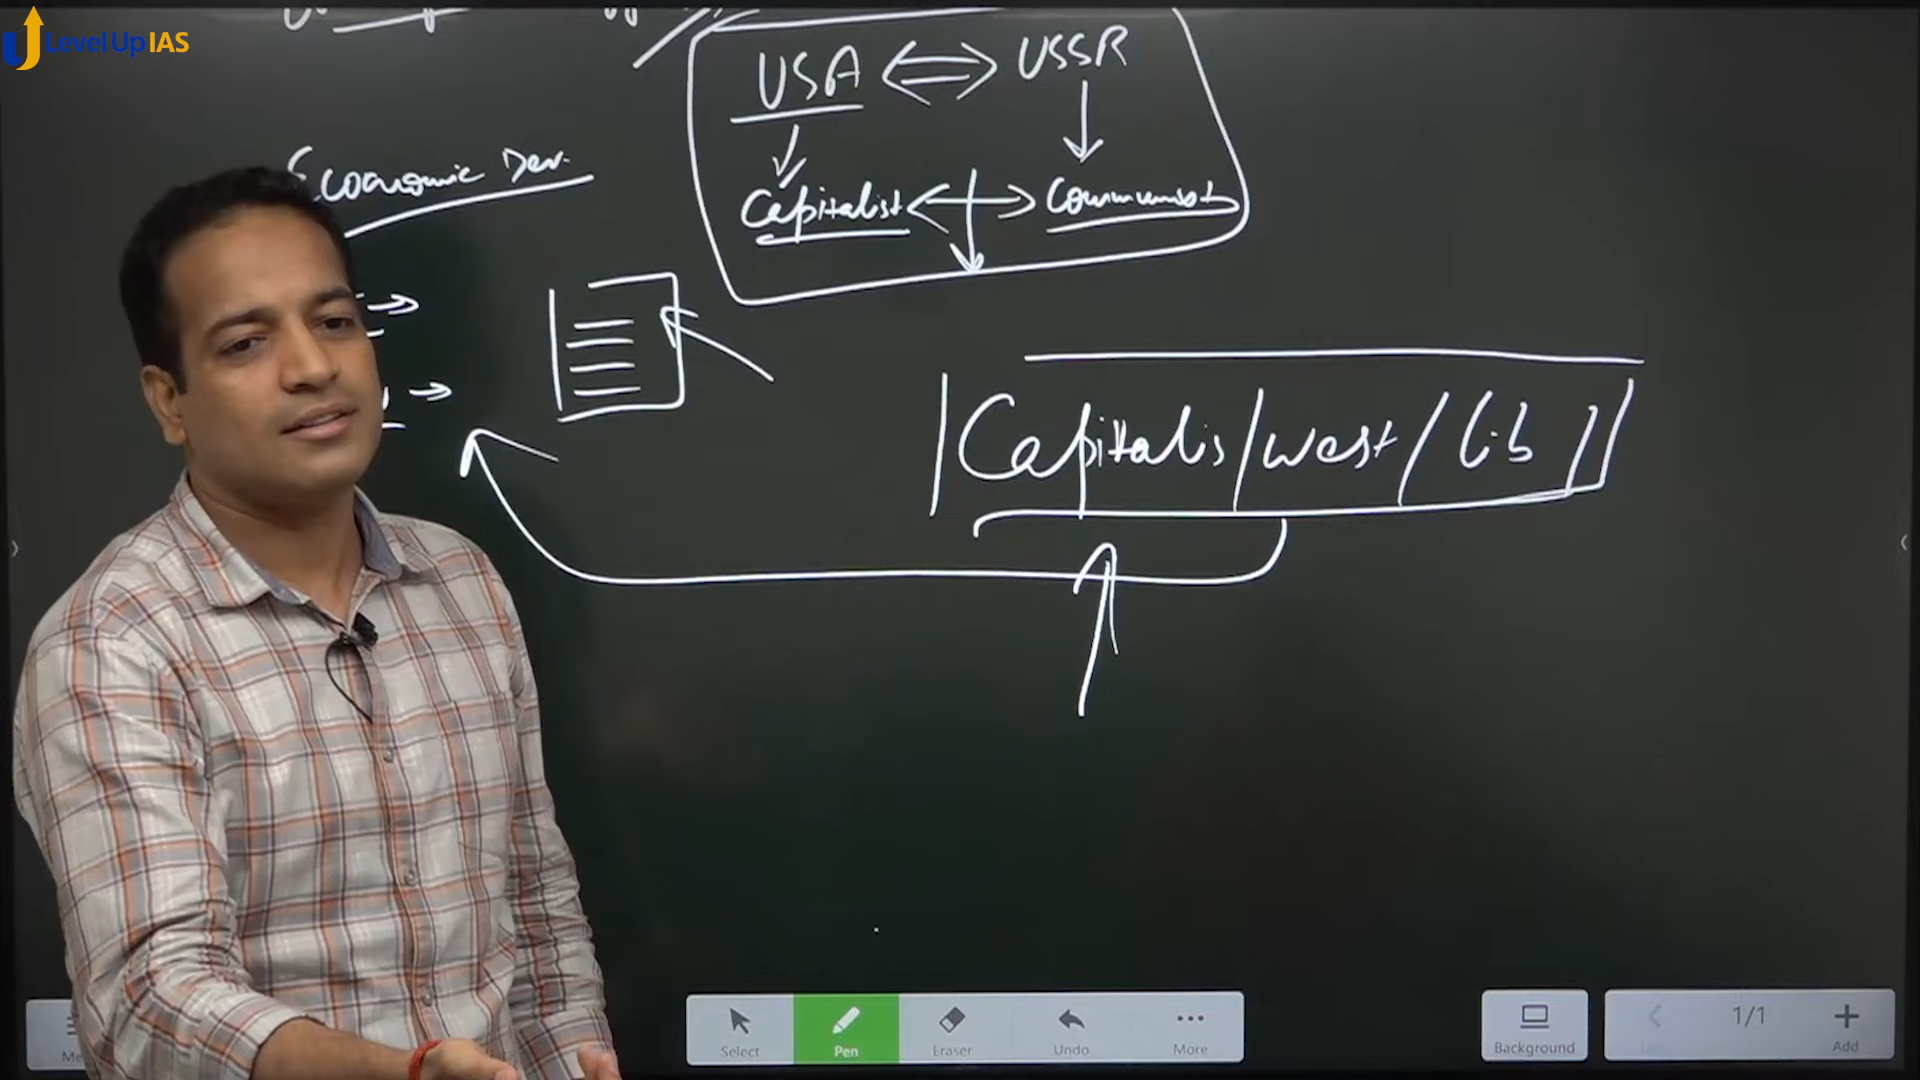 Level Up IAS
USA USSR
Economic Dev.
Capitalist Communist
Capitalis/West/Lib
Select Pen Eraser Undo More
Background 1/1 Add